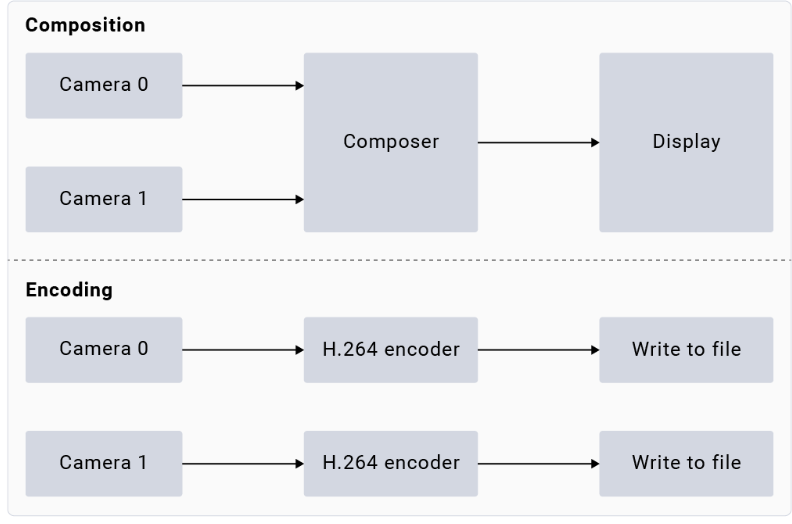 Composition
Camera 0
Composer
Display
Camera 1
Encoding
Camera 0
H.264 encoder
Write to file
Camera 1
H.264 encoder
Write to file